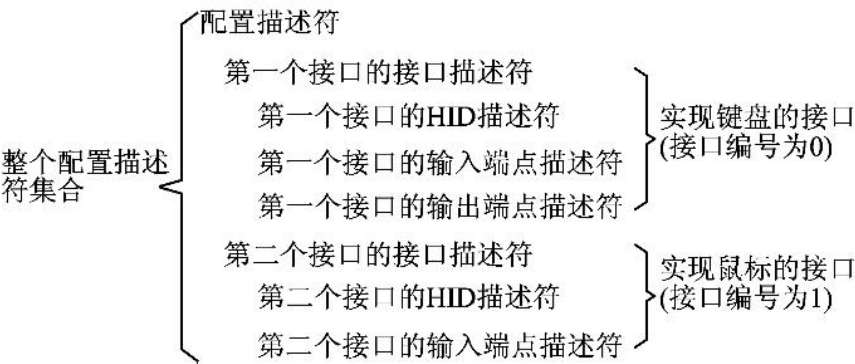 配置描述符
第一个接口的接口描述符
第一个接口的HID描述符
第一个接口的输入端点描述符
第一个接口的输出端点描述符
实现键盘的接口
(接口编号为0)
整个配置描述
符集合
第二个接口的接口描述符
第二个接口的HID描述符
第二个接口的输入端点描述符
实现鼠标的接口
(接口编号为1)